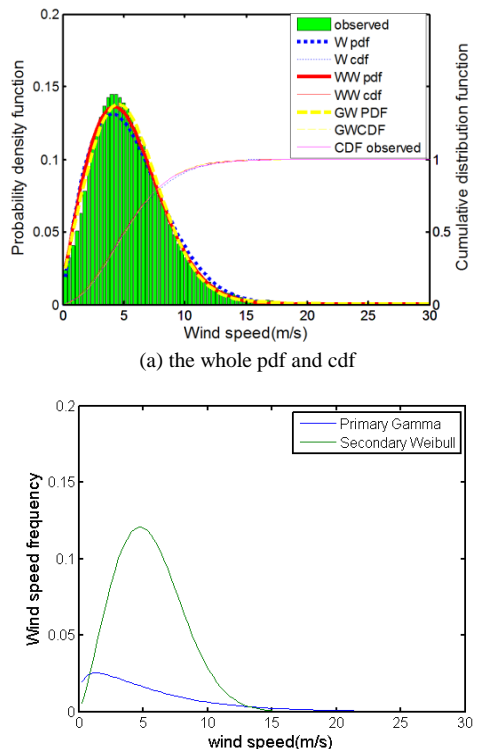 0.2
0.15
0.1
0.05
0
Probability density function
observed
W pdf
W cdf
WW pdf
WW cdf
GW PDF
GWCDF
CDF observed
1
0.5
0
Cumulative distribution function
0 5 10 15 20 25 30
Wind speed(m/s)
(a) the whole pdf and cdf
0.2
0.15
0.1
0.05
0
Wind speed frequency
Primary Gamma
Secondary Weibull
0 5 10 15 20 25 30
wind speed(m/s)